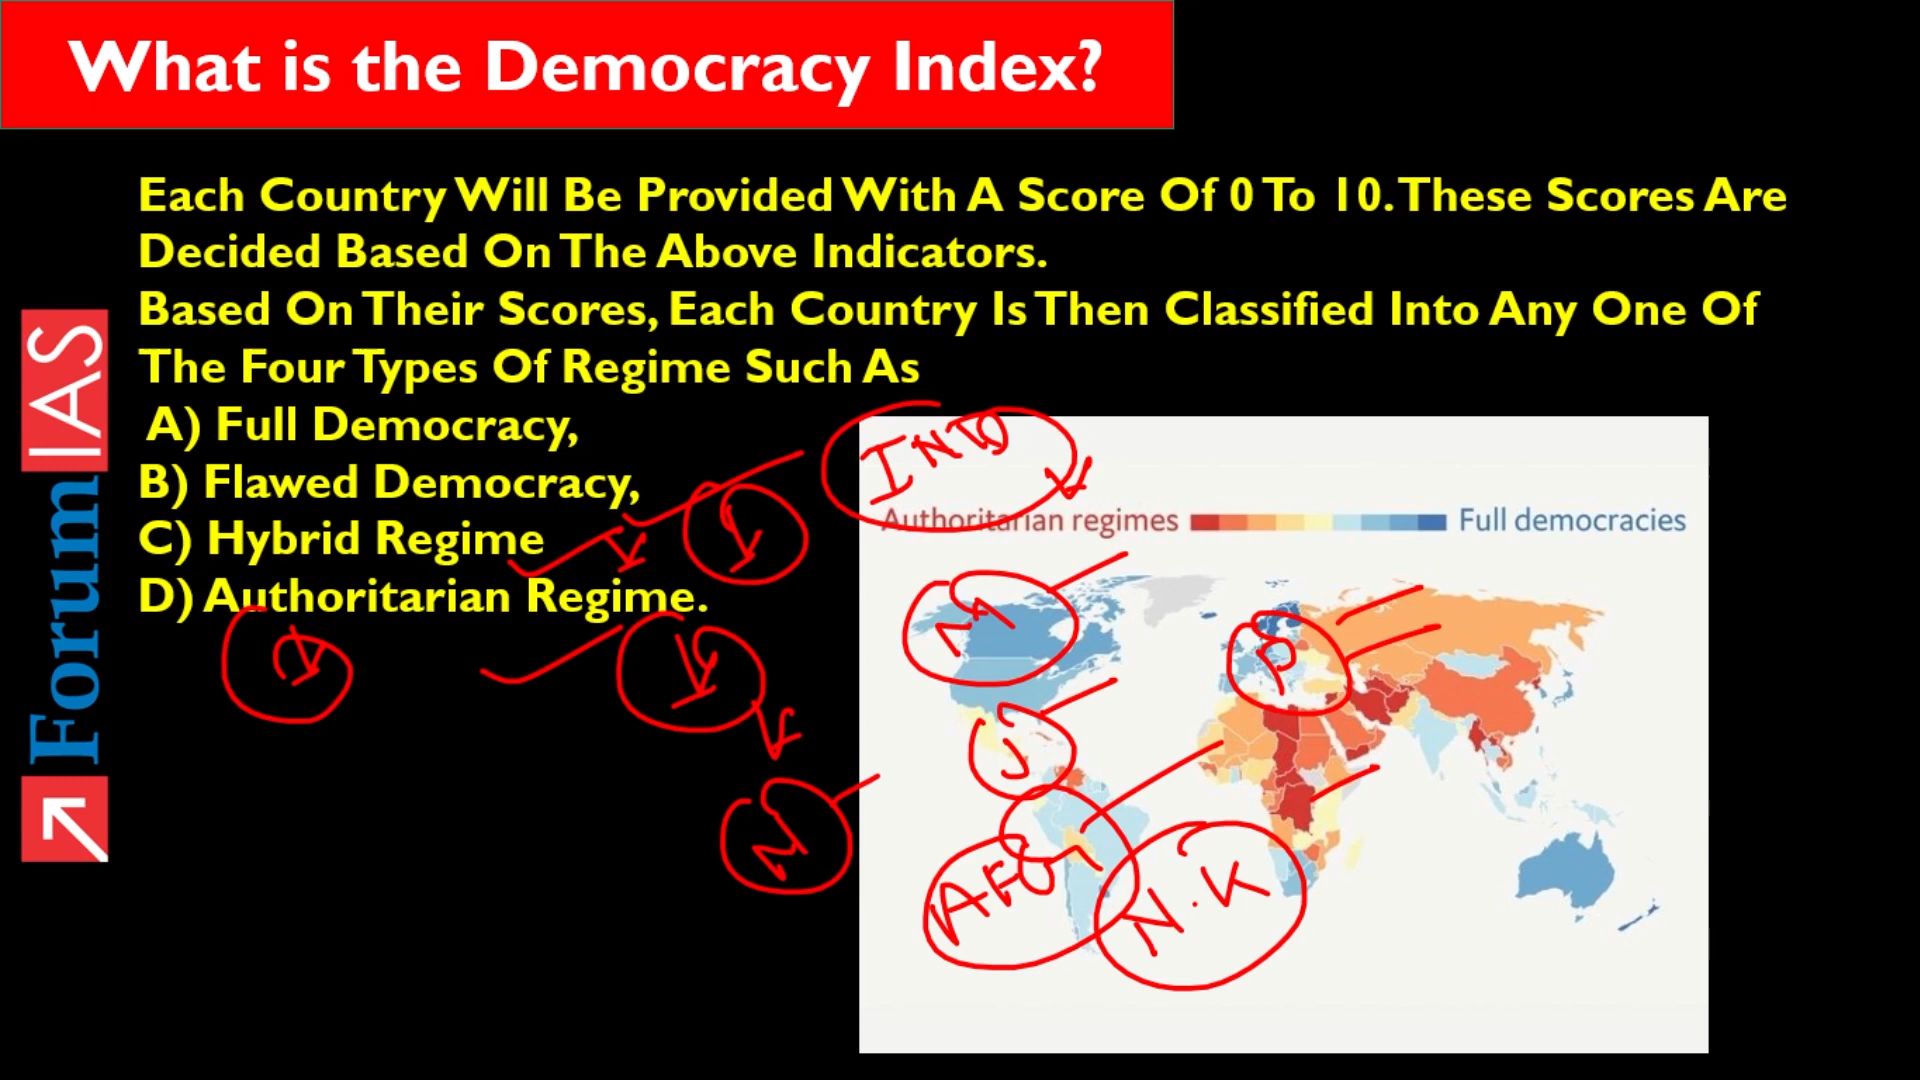 What is the Democracy Index?
Each Country Will Be Provided With A Score Of 0 To 10. These Scores Are
Decided Based On The Above Indicators.
Based On Their Scores, Each Country Is Then Classified Into Any One Of
The Four Types Of Regime Such As
A) Full Democracy,
B) Flawed Democracy,
C) Hybrid Regime
D) Authoritarian Regime.
ForumIAS
IND
Authoritarian regimes
Full democracies
AFG
N.K